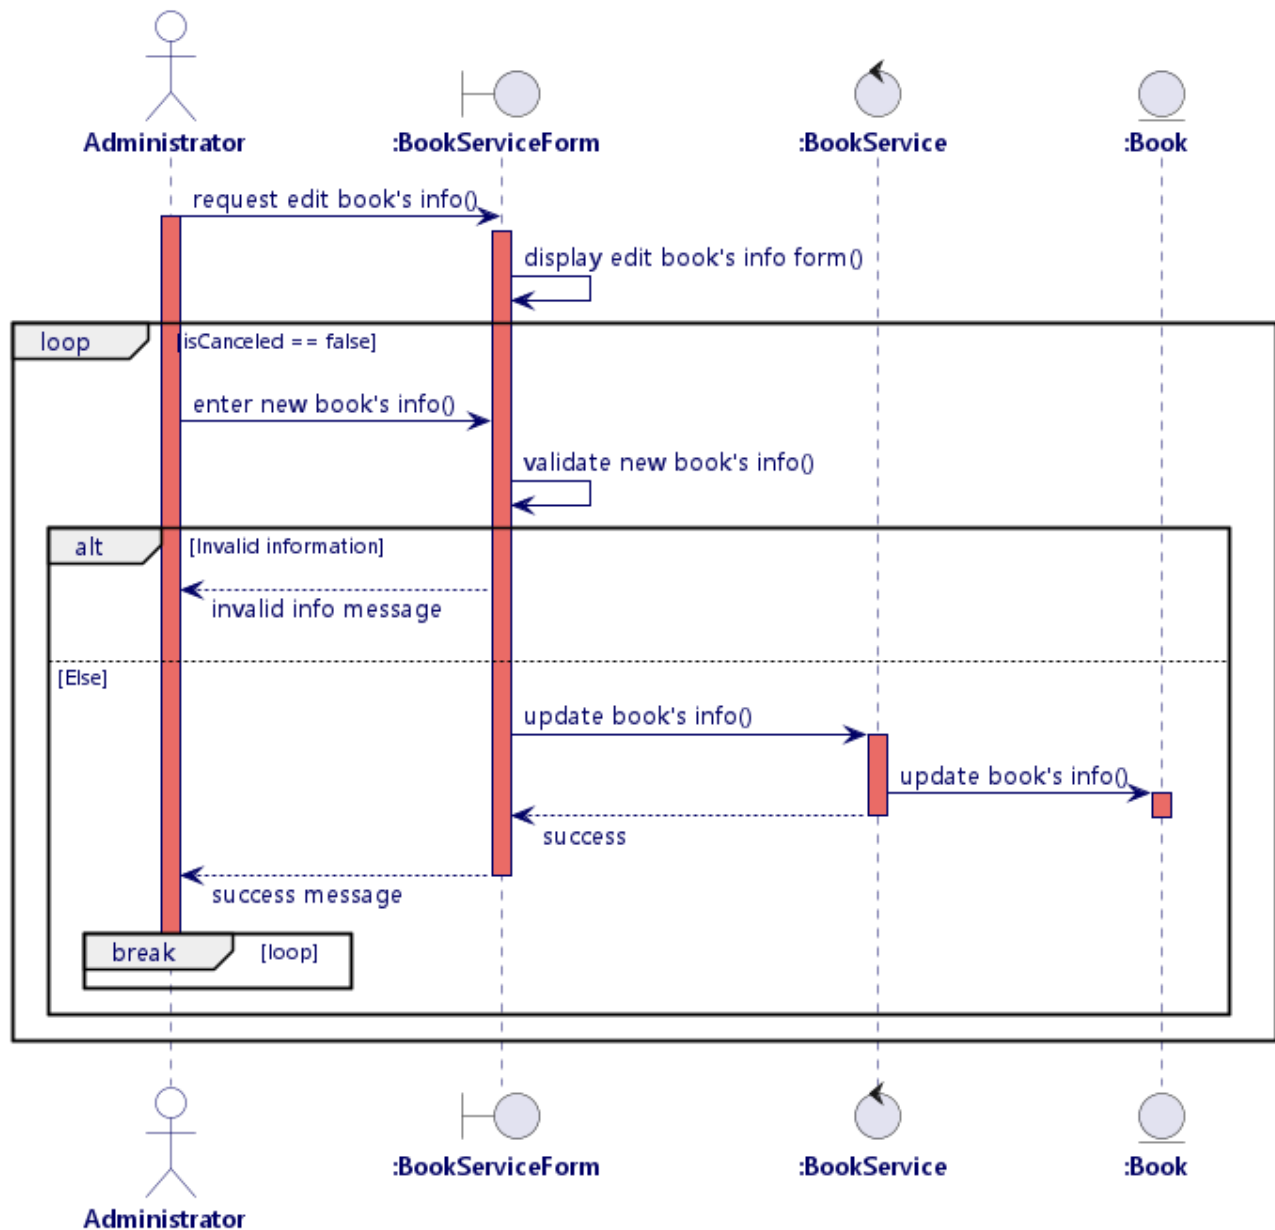 Administrator
:BookServiceForm
:BookService
:Book
request edit book's info()
display edit book's info form()
loop
[isCanceled == false]
enter new book's info()
validate new book's info()
alt
[Invalid information]
invalid info message
[Else]
update book's info()
update book's info()
success
success message
break
[loop]
:BookServiceForm
:BookService
:Book
Administrator